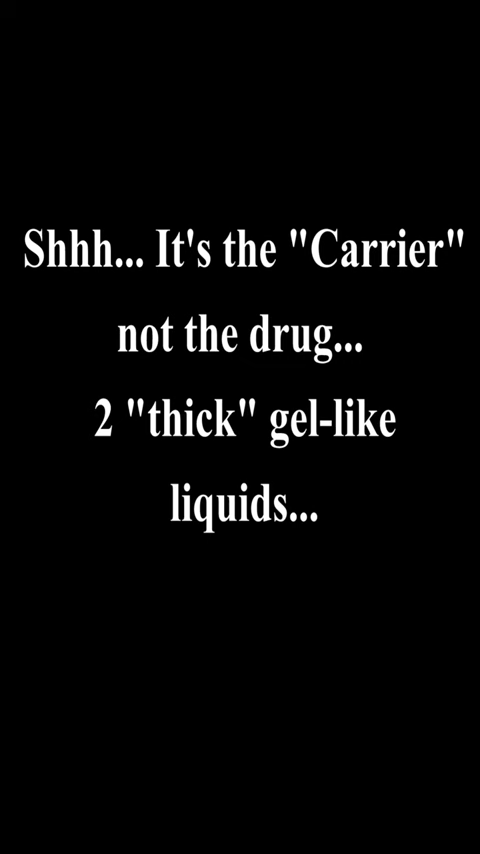 Shhh... It's the "Carrier"
not the drug...
2 "thick" gel-like
liquids...